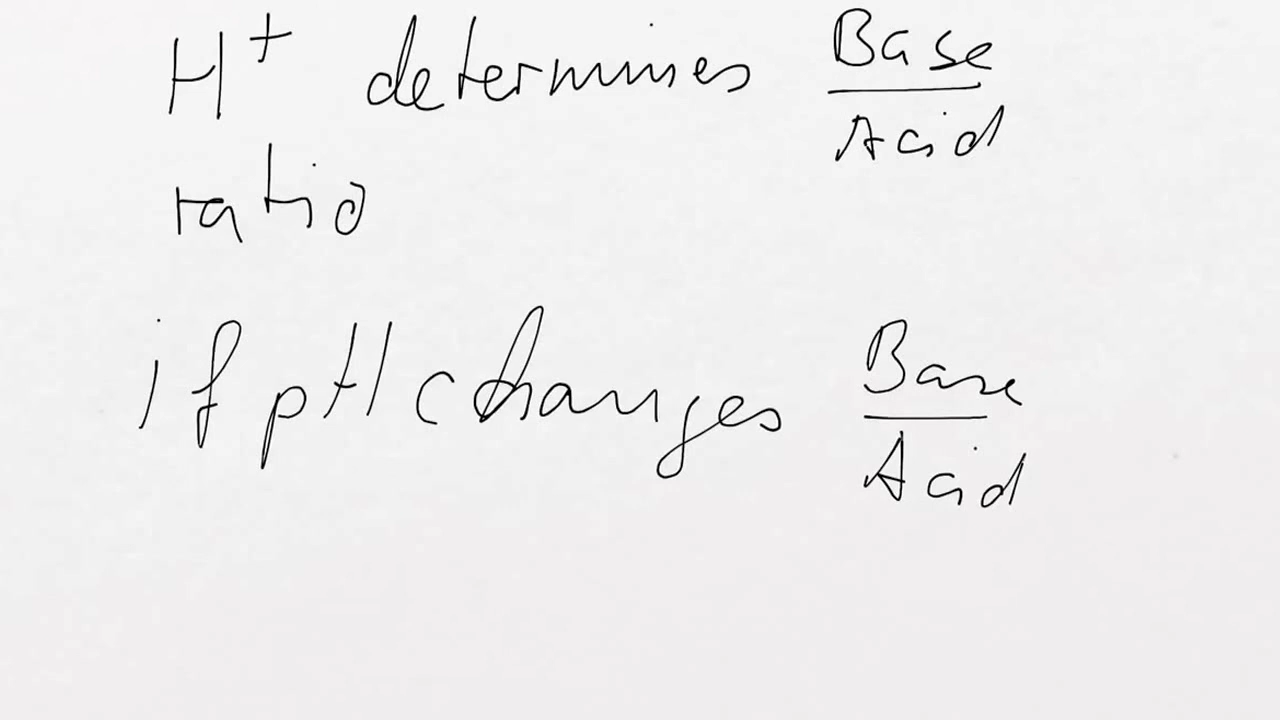 H+ determines Base/Acid
ratio
if pH changes Base/Acid